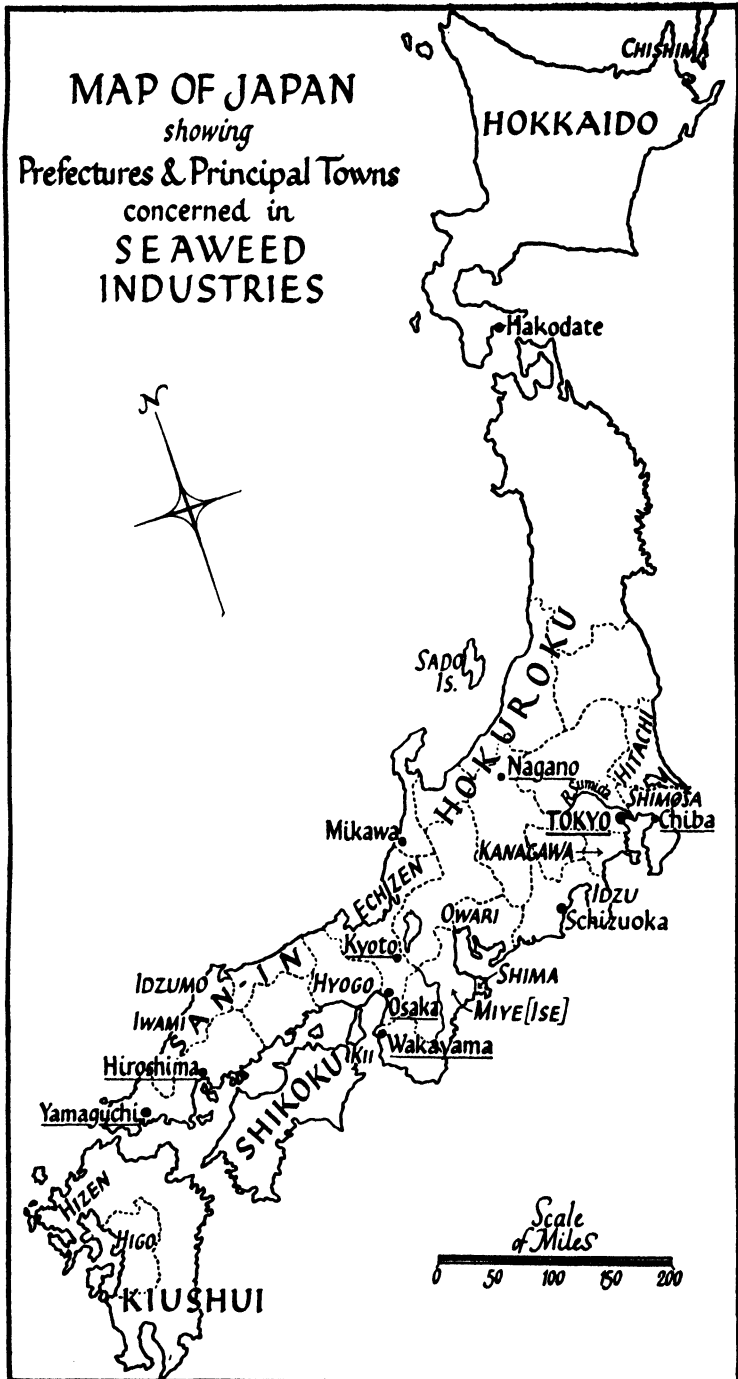 MAP OF JAPAN
showing
Prefectures & Principal Towns
concerned in
SEAWEED
INDUSTRIES
CHISHIMA
HOKKAIDO
Hakodate
N
SADO
IS.
HOKUROKU
HITACHI
Nagano
R. Sumida
SHIMOSA
TOKYO
Chiba
Mikawa
KANAGAWA
ECHIZEN
IDZU
OWARI
Schizuoka
Kyoto
SAN-IN
SHIMA
IDZUMO
HYOGO
Osaka
MIYE [ISE]
IWAMI
KII
Wakayama
Hiroshima
SHIKOKU
Yamaguchi
HIZEN
HIGO
KIUSHUI
Scale
of Miles
0 50 100 150 200